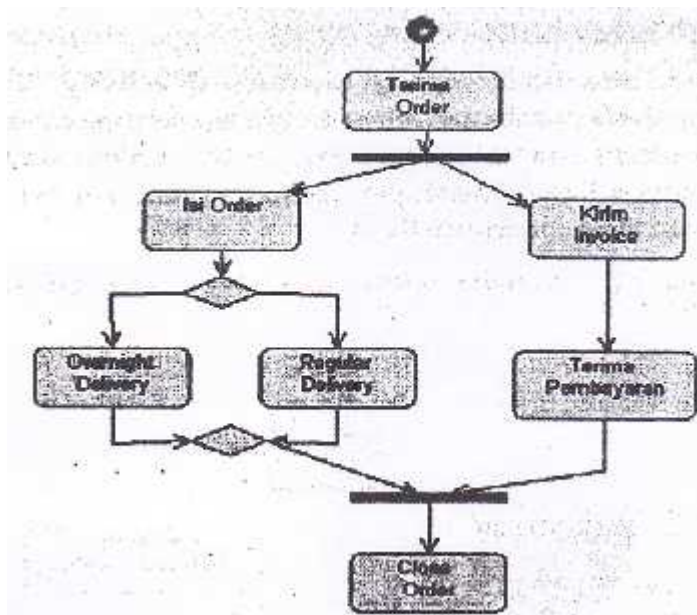 Terima
Order
Isi Order
Kirim
Invoice
Overnight
Delivery
Regular
Delivery
Terima
Pembayaran
Close
Order